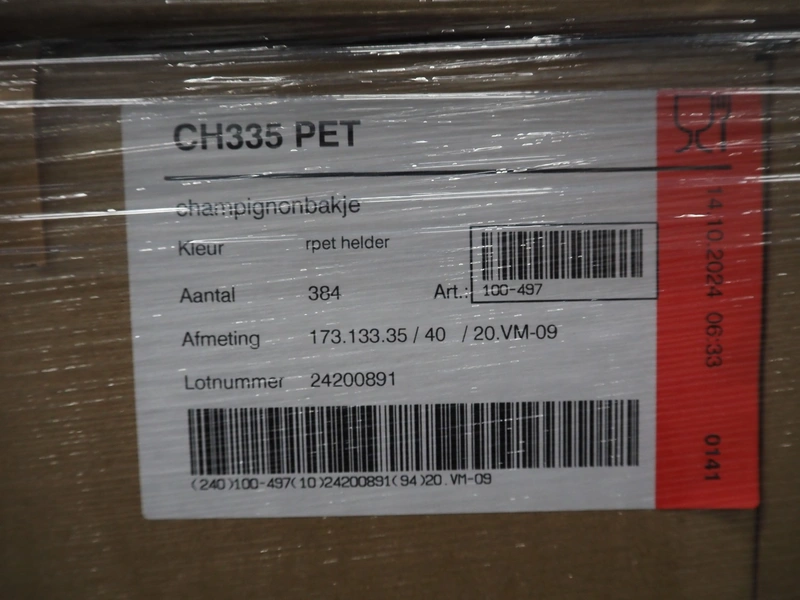 CH335 PET
champignonbakje
Kleur rpet helder
Aantal 384 Art.: 100-497
Afmeting 173.133.35 / 40 / 20.VM-09
Lotnummer 24200891
(240)100-497(10)24200891(94)20.VM-09
14.10.2024 06:33 0141